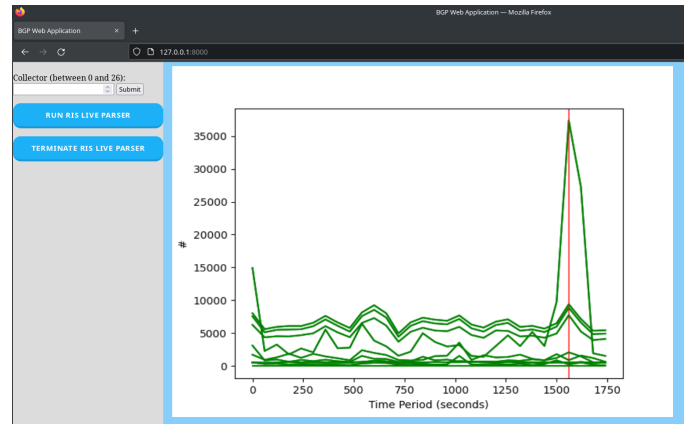 BGP Web Application — Mozilla Firefox
BGP Web Application × +
127.0.0.1:8000
Collector (between 0 and 26):
Submit
RUN RIS LIVE PARSER
TERMINATE RIS LIVE PARSER
35000
30000
25000
20000
15000
10000
5000
0
#
0 250 500 750 1000 1250 1500 1750
Time Period (seconds)